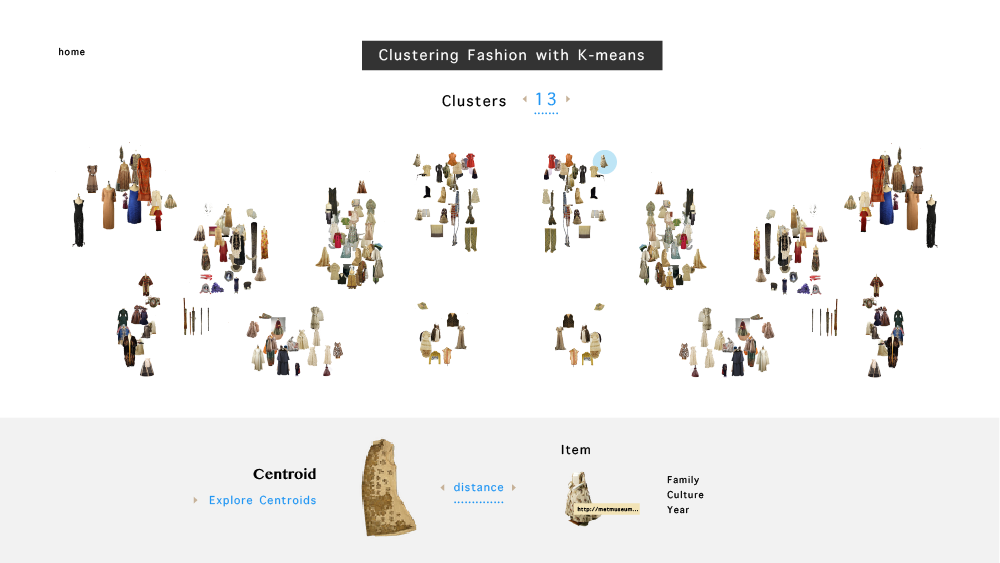 home
Clustering Fashion with K-means
Clusters 13
Centroid
Explore Centroids
distance
Item
http://metmuseum...
Family
Culture
Year